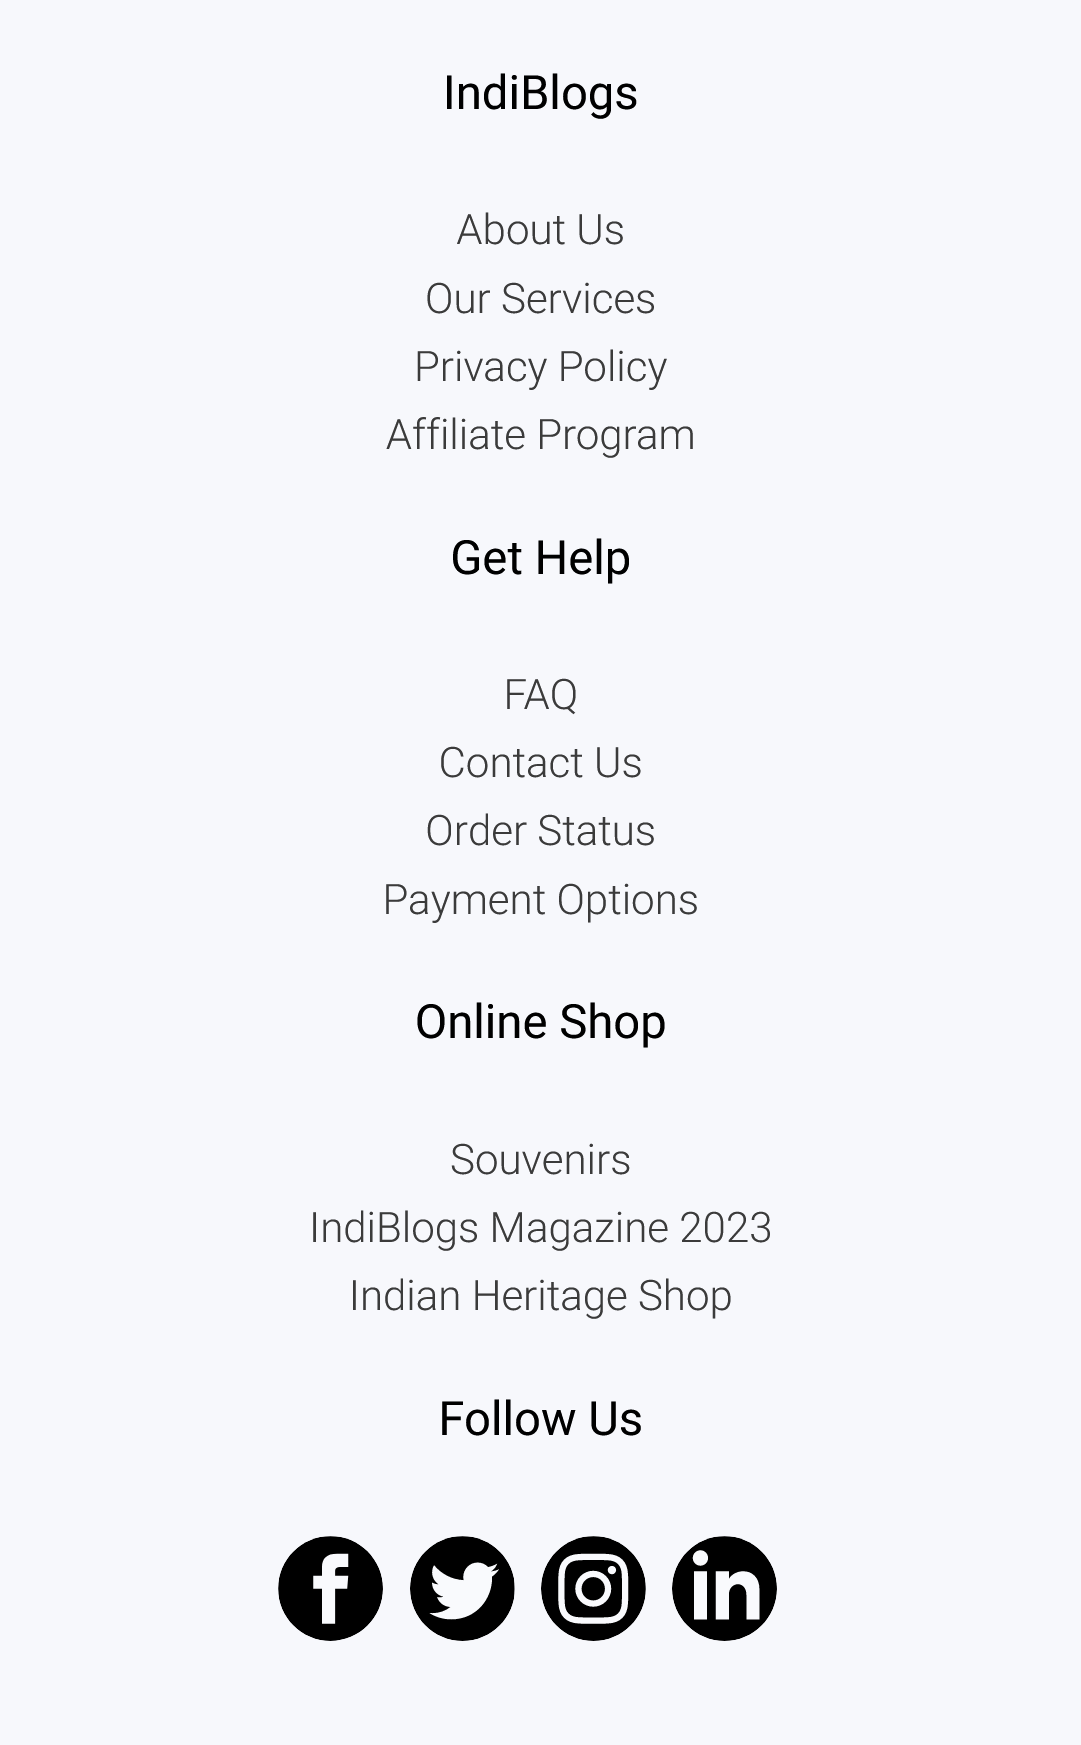 IndiBlogs
About Us
Our Services
Privacy Policy
Affiliate Program
Get Help
FAQ
Contact Us
Order Status
Payment Options
Online Shop
Souvenirs
IndiBlogs Magazine 2023
Indian Heritage Shop
Follow Us